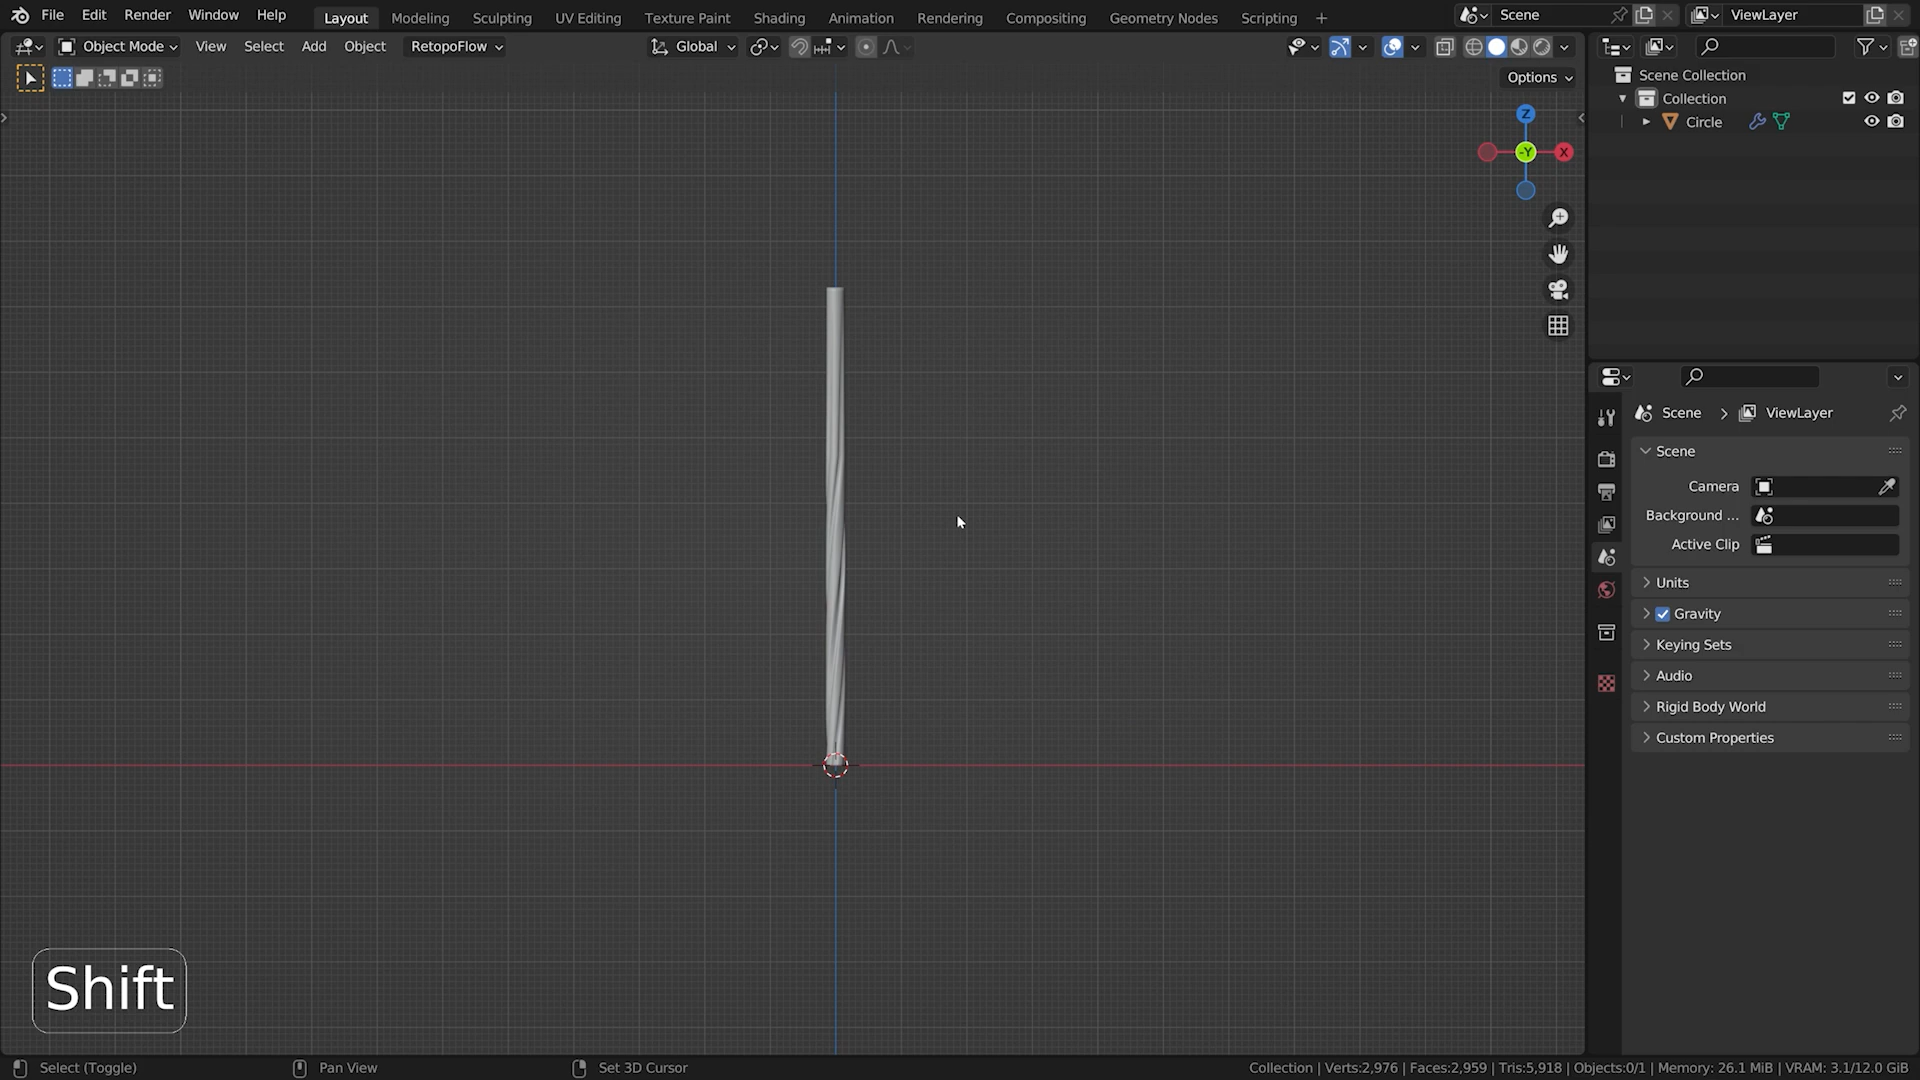 File Edit Render Window Help Layout Modeling Sculpting UV Editing Texture Paint Shading Animation Rendering Compositing Geometry Nodes Scripting + Scene ViewLayer
Object Mode View Select Add Object RetopoFlow Global
Options
Scene Collection
Collection
Circle
Z
-Y
X
Scene > ViewLayer
Scene
Camera
Background ...
Active Clip
Units
Gravity
Keying Sets
Audio
Rigid Body World
Custom Properties
Shift
Select (Toggle) Pan View Set 3D Cursor Collection | Verts:2,976 | Faces:2,959 | Tris:5,918 | Objects:0/1 | Memory: 26.1 MiB | VRAM: 3.1/12.0 GiB